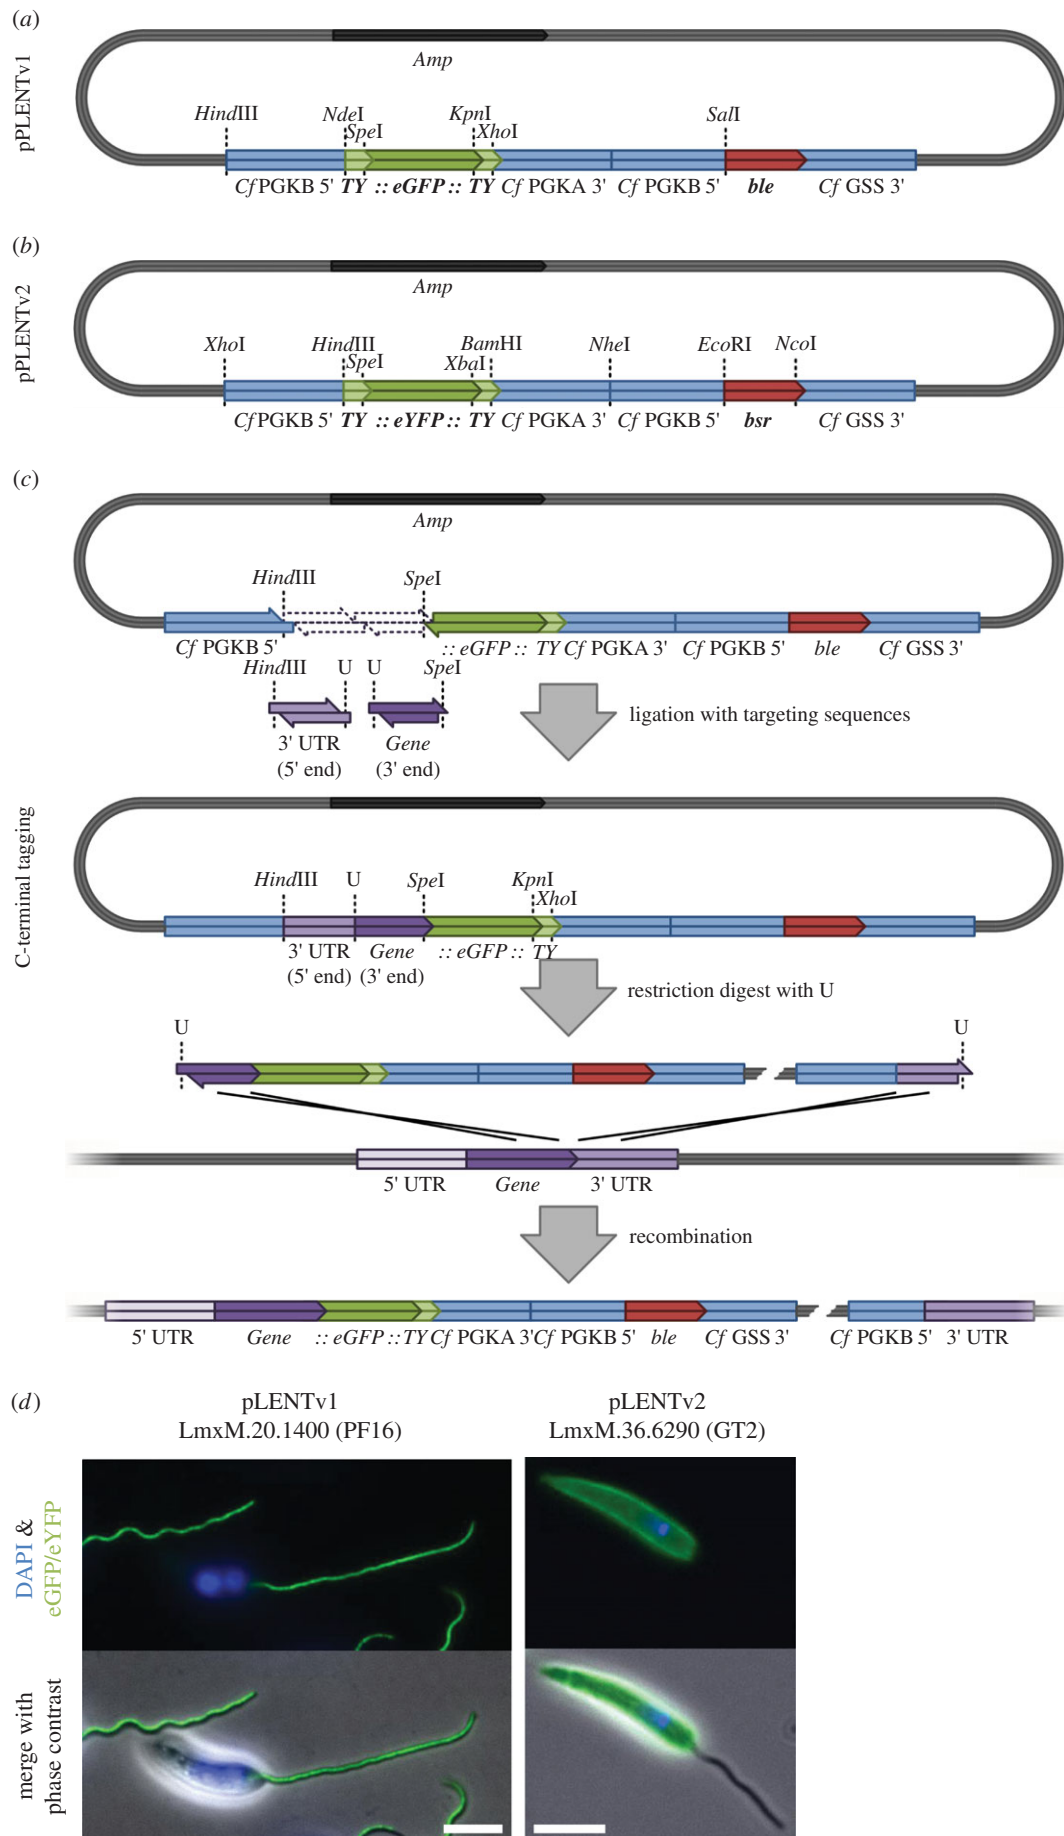 (a)
pPLENTv1
Amp
HindIII
NdeI
SpeI
KpnI
XhoI
SalI
Cf PGKB 5' TY :: eGFP :: TY Cf PGKA 3' Cf PGKB 5' ble Cf GSS 3'
(b)
pPLENTv2
Amp
XhoI
HindIII
SpeI
XbaI
BamHI
NheI
EcoRI
NcoI
Cf PGKB 5' TY :: eYFP :: TY Cf PGKA 3' Cf PGKB 5' bsr Cf GSS 3'
(c)
C-terminal tagging
Amp
HindIII
SpeI
Cf PGKB 5'
:: eGFP :: TY Cf PGKA 3' Cf PGKB 5' ble Cf GSS 3'
HindIII U U SpeI
3' UTR
(5' end)
Gene
(3' end)
ligation with targeting sequences
HindIII U SpeI KpnI
XhoI
3' UTR
(5' end)
Gene
(3' end)
:: eGFP :: TY
restriction digest with U
U
U
5' UTR Gene 3' UTR
recombination
5' UTR Gene :: eGFP :: TY Cf PGKA 3' Cf PGKB 5' ble Cf GSS 3' Cf PGKB 5' 3' UTR
(d)
pLENTv1
LmxM.20.1400 (PF16)
pLENTv2
LmxM.36.6290 (GT2)
DAPI &
eGFP/eYFP
merge with
phase contrast